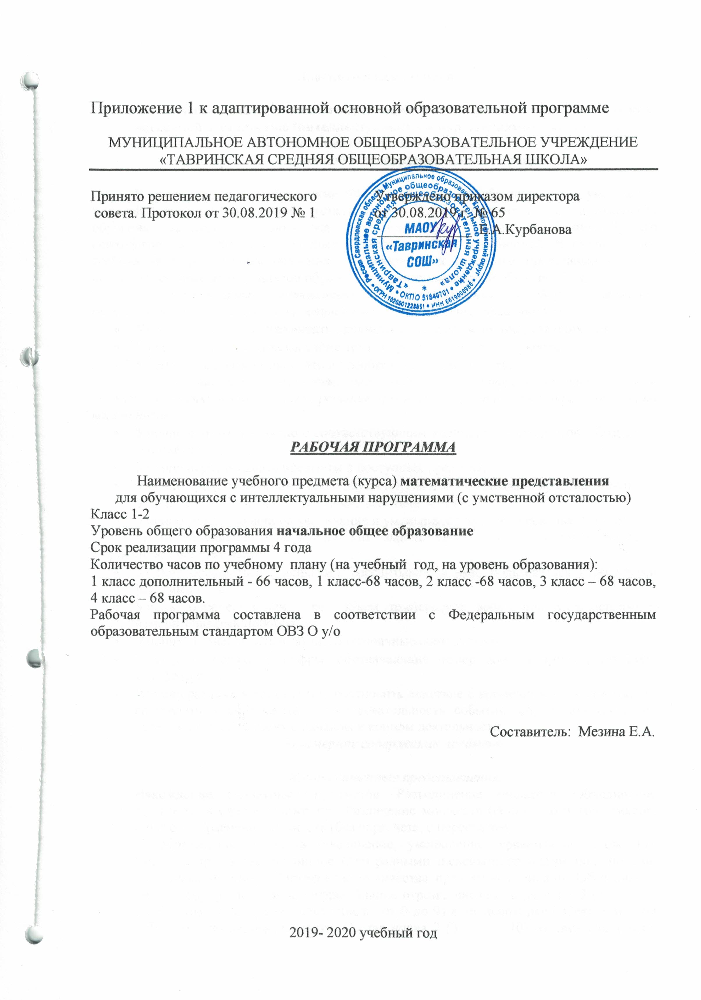 Приложение 1 к адаптированной основной образовательной программе
МУНИЦИПАЛЬНОЕ АВТОНОМНОЕ ОБЩЕОБРАЗОВАТЕЛЬНОЕ УЧРЕЖДЕНИЕ
«ТАВРИНСКАЯ СРЕДНЯЯ ОБЩЕОБРАЗОВАТЕЛЬНАЯ ШКОЛА»
Принято решением педагогического
совета. Протокол от 30.08.2019 № 1
Утверждено приказом директора
от 30.08.2019 г. № 65
Е.А.Курбанова
Россия Свердловская область Муниципальное образование Красноуфимский округ
• ОГРН 1026601228851 • ИНН 6619006986 •
Муниципальное автономное общеобразовательное учреждение
• ОКПО 51840701 •
«Тавринская средняя общеобразовательная школа»
*
МАОУ
«Тавринская
СОШ»
РАБОЧАЯ ПРОГРАММА
Наименование учебного предмета (курса) математические представления
для обучающихся с интеллектуальными нарушениями (с умственной отсталостью)
Класс 1-2
Уровень общего образования начальное общее образование
Срок реализации программы 4 года
Количество часов по учебному плану (на учебный год, на уровень образования):
1 класс дополнительный - 66 часов, 1 класс-68 часов, 2 класс -68 часов, 3 класс – 68 часов,
4 класс – 68 часов.
Рабочая программа составлена в соответствии с Федеральным государственным
образовательным стандартом ОВЗ О у/о
Составитель: Мезина Е.А.
2019- 2020 учебный год